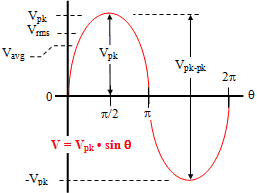 Vpk
Vrms
Vavg
Vpk
Vpk-pk
2π
θ
0
π/2
π
V = Vpk • sin θ
-Vpk